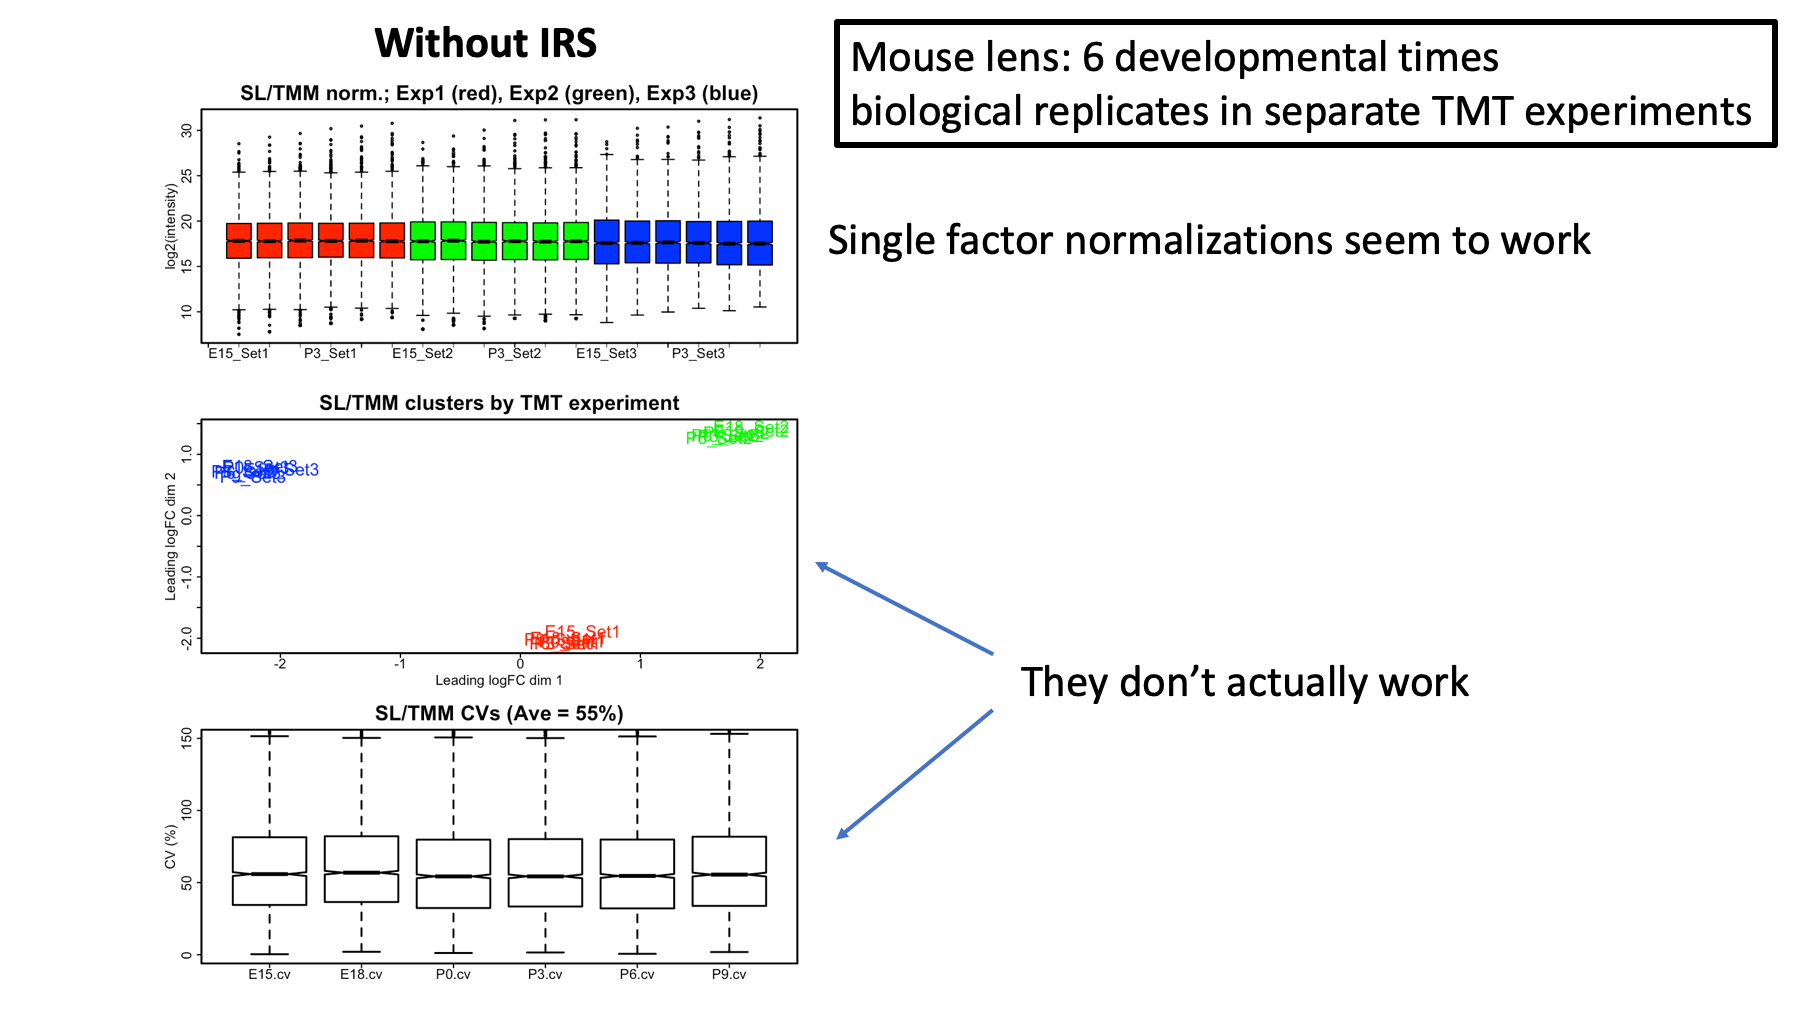 Without IRS
Mouse lens: 6 developmental times
biological replicates in separate TMT experiments
SL/TMM norm.; Exp1 (red), Exp2 (green), Exp3 (blue)
log2(intensity)
30
25
20
15
10
E15_Set1
P3_Set1
E15_Set2
P3_Set2
E15_Set3
P3_Set3
Single factor normalizations seem to work
SL/TMM clusters by TMT experiment
Leading logFC dim 2
1.0
0.0
-1.0
-2.0
E18_Set2
E15_Set1
-2
-1
0
1
2
Leading logFC dim 1
They don’t actually work
SL/TMM CVs (Ave = 55%)
CV (%)
150
100
50
0
E15.cv
E18.cv
P0.cv
P3.cv
P6.cv
P9.cv